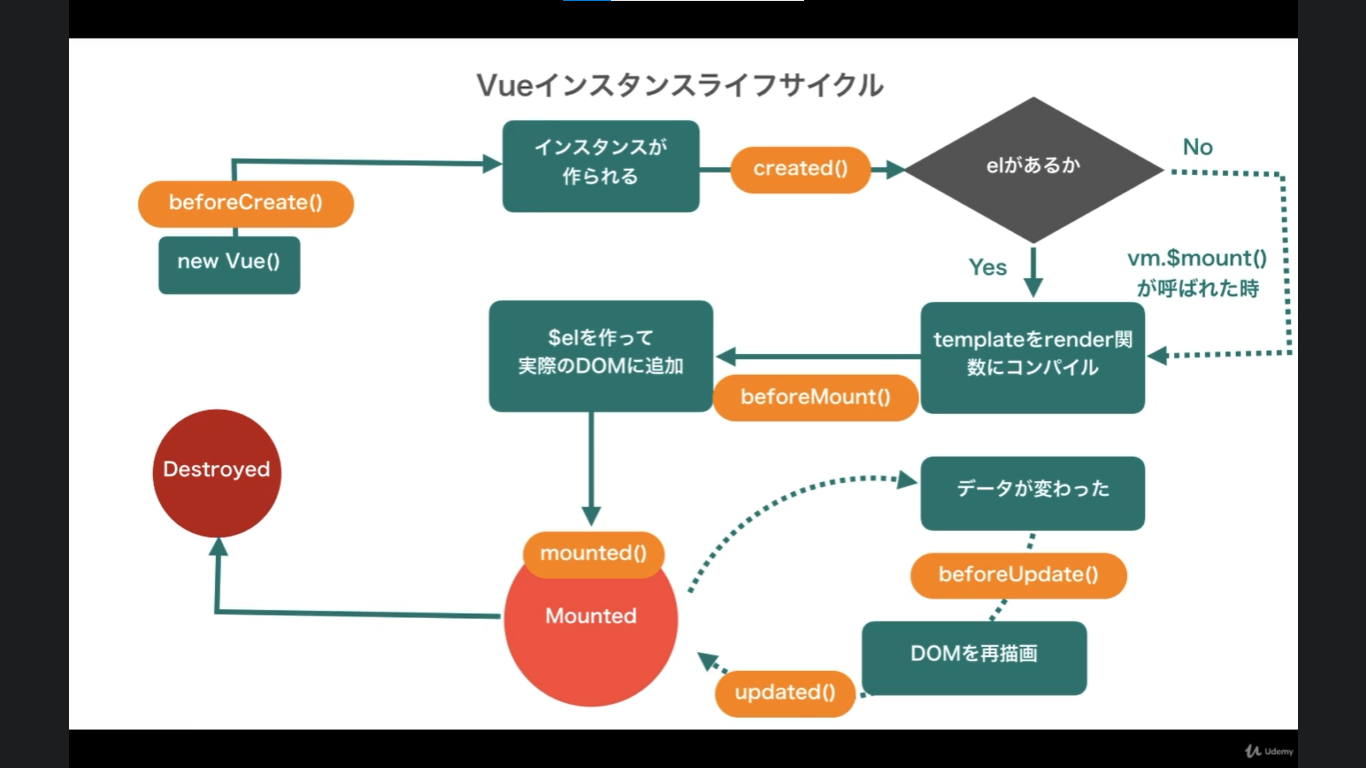 Vueインスタンスライフサイクル
new Vue()
beforeCreate()
インスタンスが
作られる
created()
elがあるか
No
Yes
vm.$mount()
が呼ばれた時
templateをrender関
数にコンパイル
beforeMount()
$elを作って
実際のDOMに追加
mounted()
Mounted
データが変わった
beforeUpdate()
DOMを再描画
updated()
Destroyed
Udemy